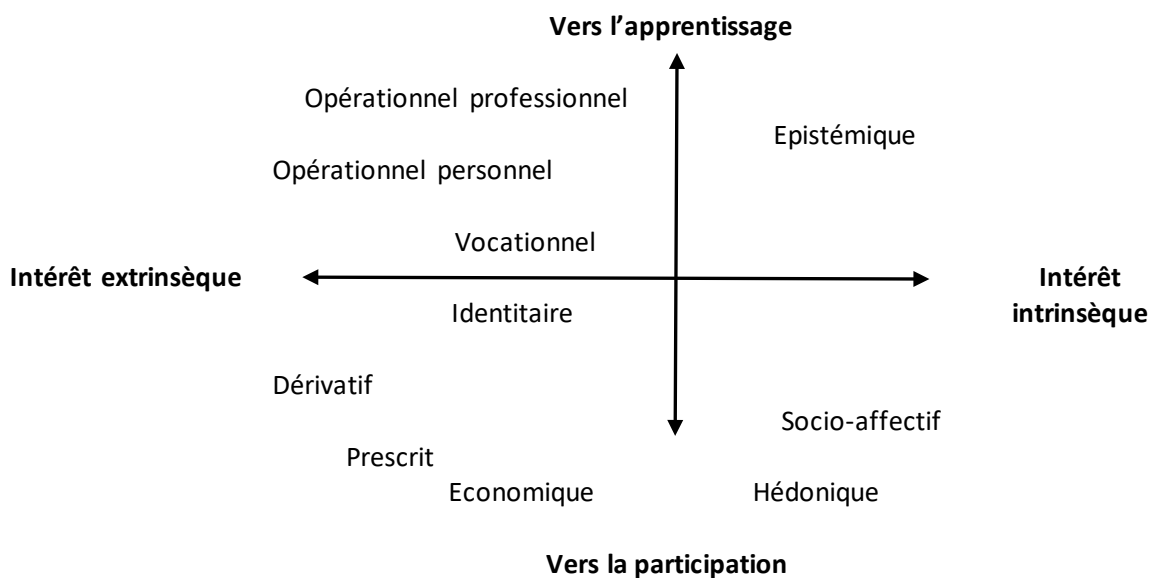 Vers l’apprentissage
Opérationnel professionnel
Epistémique
Opérationnel personnel
Vocationnel
Intérêt extrinsèque
Intérêt
intrinsèque
Identitaire
Dérivatif
Socio-affectif
Prescrit
Economique
Hédonique
Vers la participation